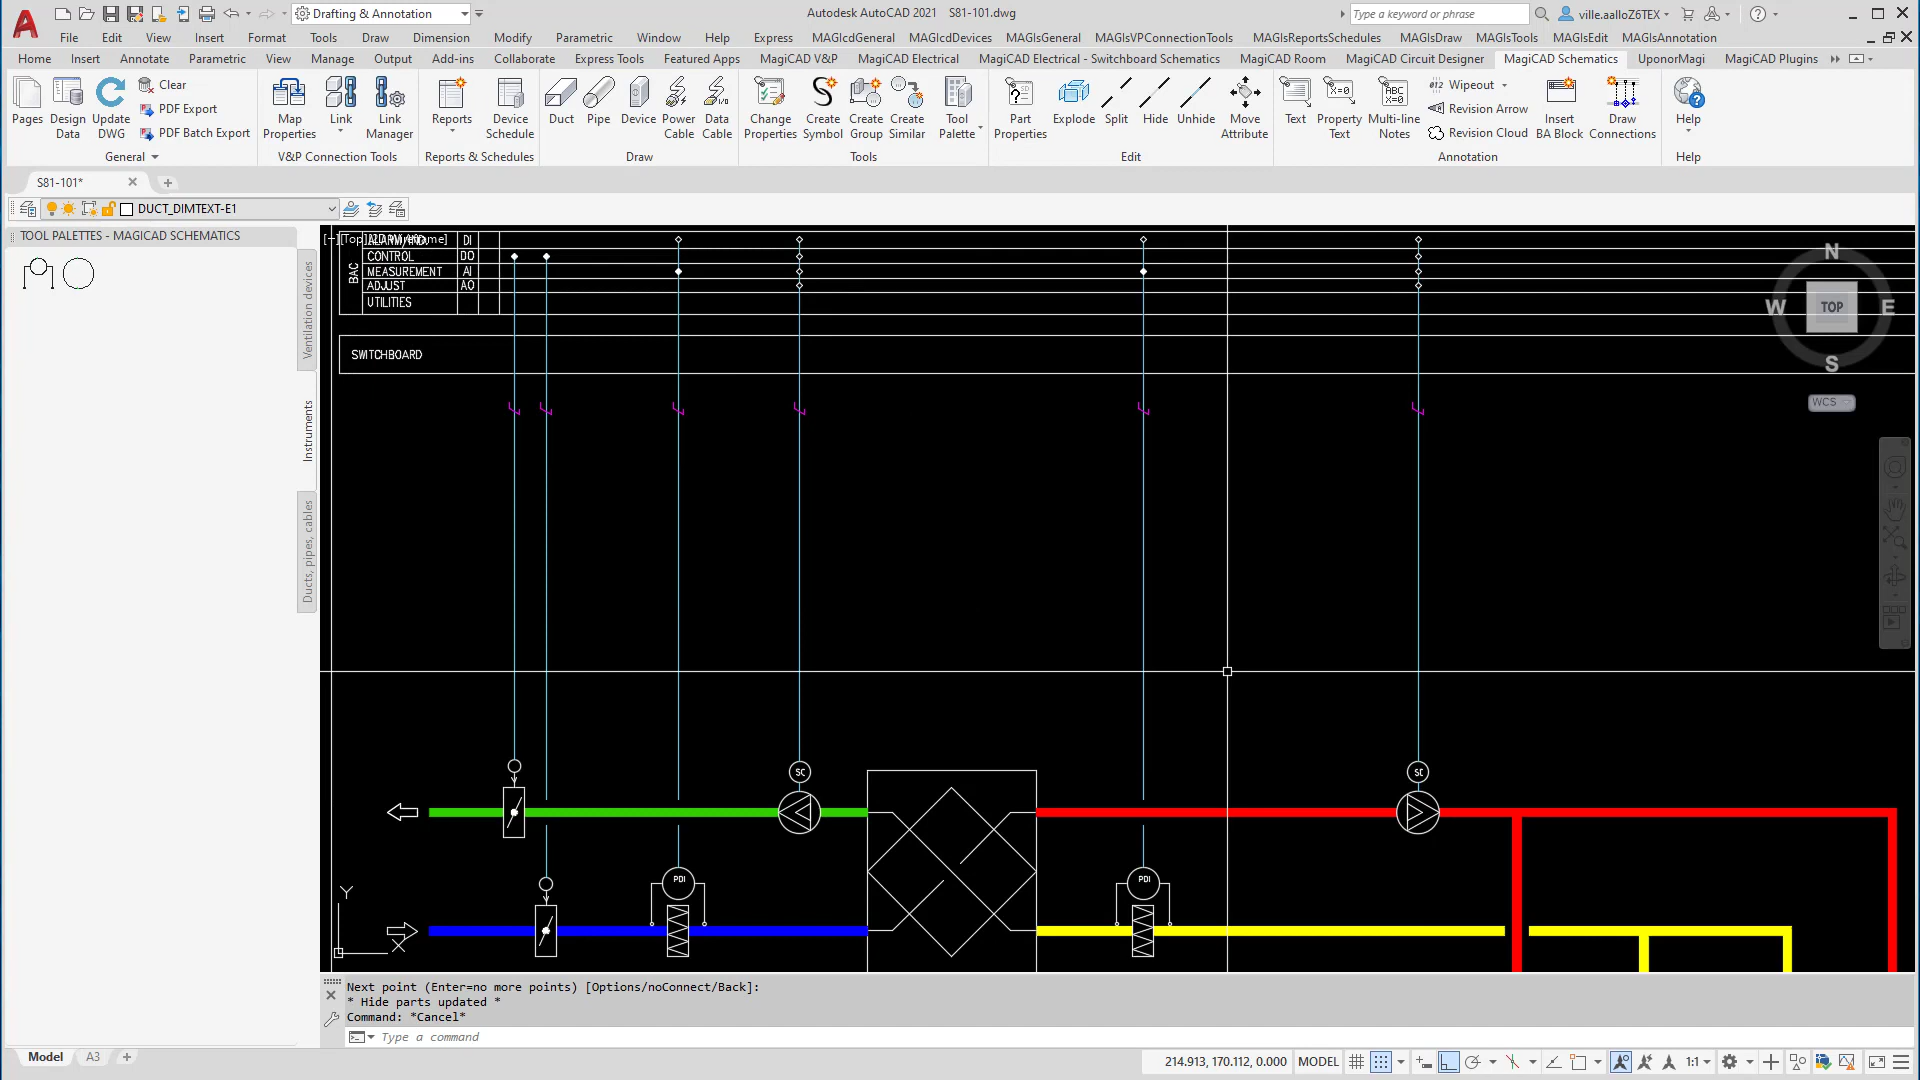 Drafting & Annotation
Autodesk AutoCAD 2021 S81-101.dwg
Type a keyword or phrase
ville.aalloZ6TEX
File Edit View Insert Format Tools Draw Dimension Modify Parametric Window Help Express MAGIcdGeneral MAGIcdDevices MAGIsGeneral MAGIsVPConnectionTools MAGIsReportsSchedules MAGIsDraw MAGIsTools MAGIsEdit MAGIsAnnotation
Home Insert Annotate Parametric View Manage Output Add-ins Collaborate Express Tools Featured Apps MagiCAD V&P MagiCAD Electrical MagiCAD Electrical - Switchboard Schematics MagiCAD Room MagiCAD Circuit Designer MagiCAD Schematics UponorMagi MagiCAD Plugins
Pages
Design Data
Update DWG
Clear
PDF Export
PDF Batch Export
Map Properties
Link
Link Manager
Reports
Device Schedule
Duct
Pipe
Device
Power Cable
Data Cable
Change Properties
Create Symbol
Create Group
Create Similar
Tool Palette
Part Properties
Explode
Split
Hide
Unhide
Move Attribute
Text
Property Text
Multi-line Notes
Wipeout
Revision Arrow
Revision Cloud
Insert BA Block
Draw Connections
Help
General
V&P Connection Tools
Reports & Schedules
Draw
Tools
Edit
Annotation
Help
S81-101*
DUCT_DIMTEXT-E1
TOOL PALETTES - MAGICAD SCHEMATICS
Ventilation devices
Instruments
Ducts, pipes, cables
BAC
DI
CONTROL DO
MEASUREMENT AI
ADJUST AO
UTILITIES
SWITCHBOARD
N
W TOP E
S
WCS
SC
SC
PDI
PDI
Y
X
Next point (Enter=no more points) [Options/noConnect/Back]:
* Hide parts updated *
Command: *Cancel*
Type a command
Model A3
214.913, 170.112, 0.000 MODEL 1:1